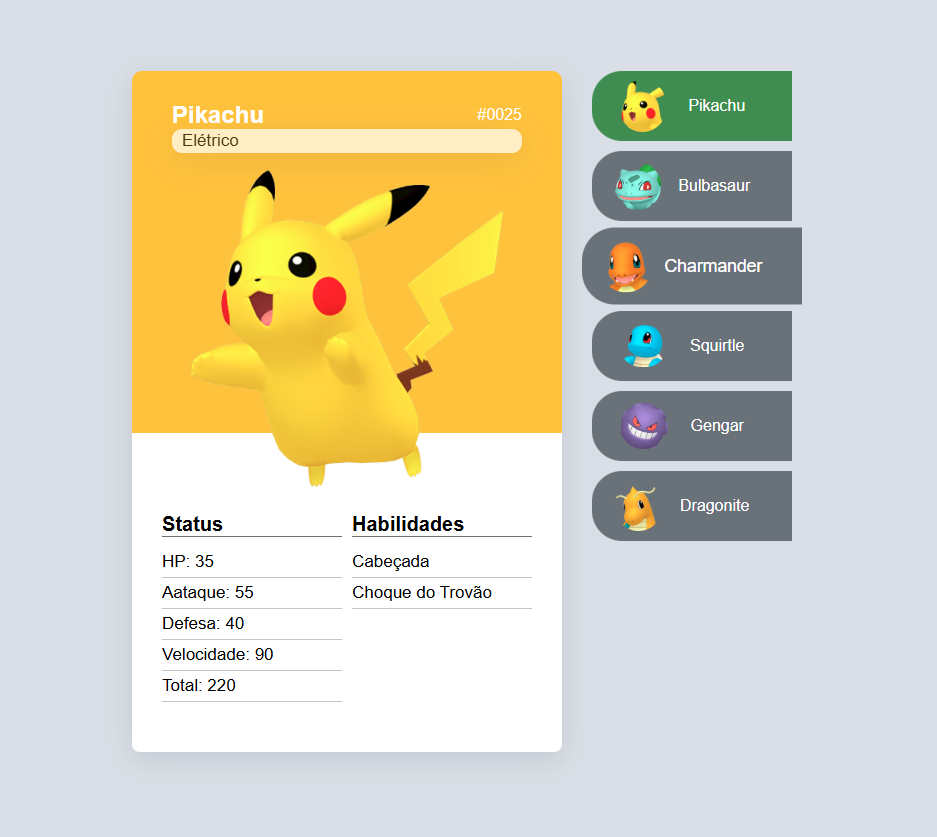 Pikachu #0025
Elétrico
Status
HP: 35
Aataque: 55
Defesa: 40
Velocidade: 90
Total: 220
Habilidades
Cabeçada
Choque do Trovão
Pikachu
Bulbasaur
Charmander
Squirtle
Gengar
Dragonite